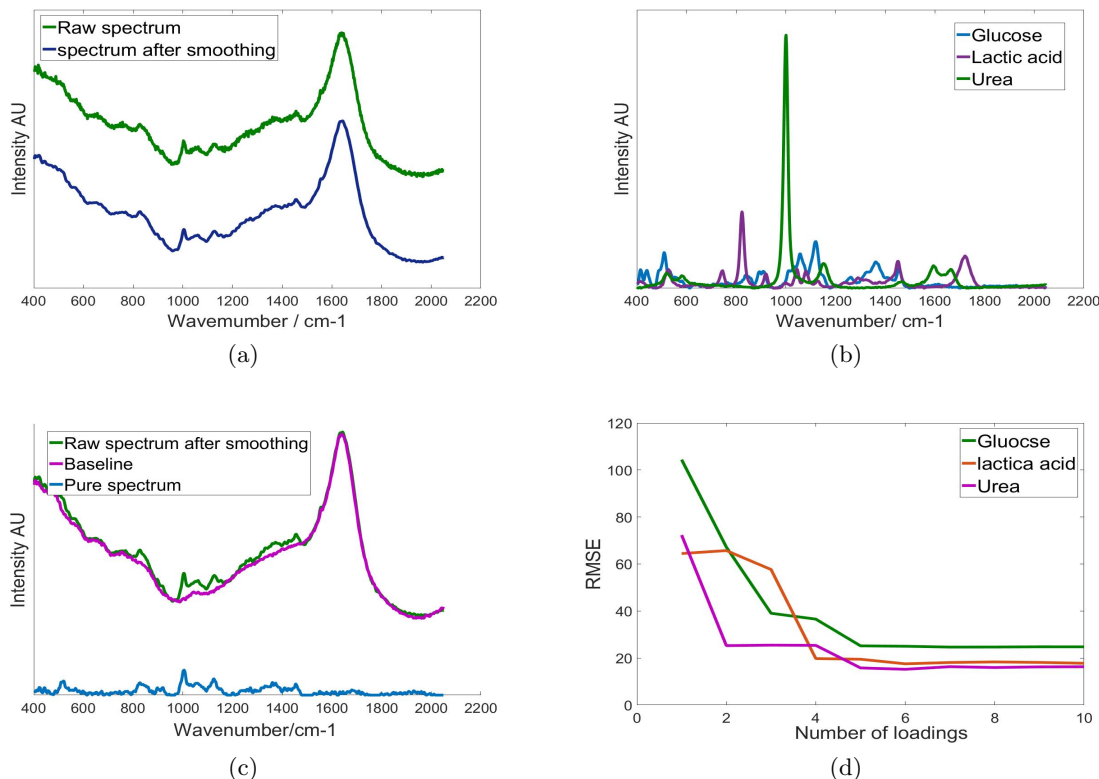 Raw spectrum
spectrum after smoothing
Intensity AU
400 600 800 1000 1200 1400 1600 1800 2000 2200
Wavemumber / cm-1
(a)
Glucose
Lactic acid
Urea
Intensity AU
400 600 800 1000 1200 1400 1600 1800 2000 2200
Wavenumber/ cm-1
(b)
Raw spectrum after smoothing
Baseline
Pure spectrum
Intensity AU
400 600 800 1000 1200 1400 1600 1800 2000 2200
Wavenumber/cm-1
(c)
120
100
80
60
40
20
0
RMSE
Gluocse
lactica acid
Urea
0 2 4 6 8 10
Number of loadings
(d)